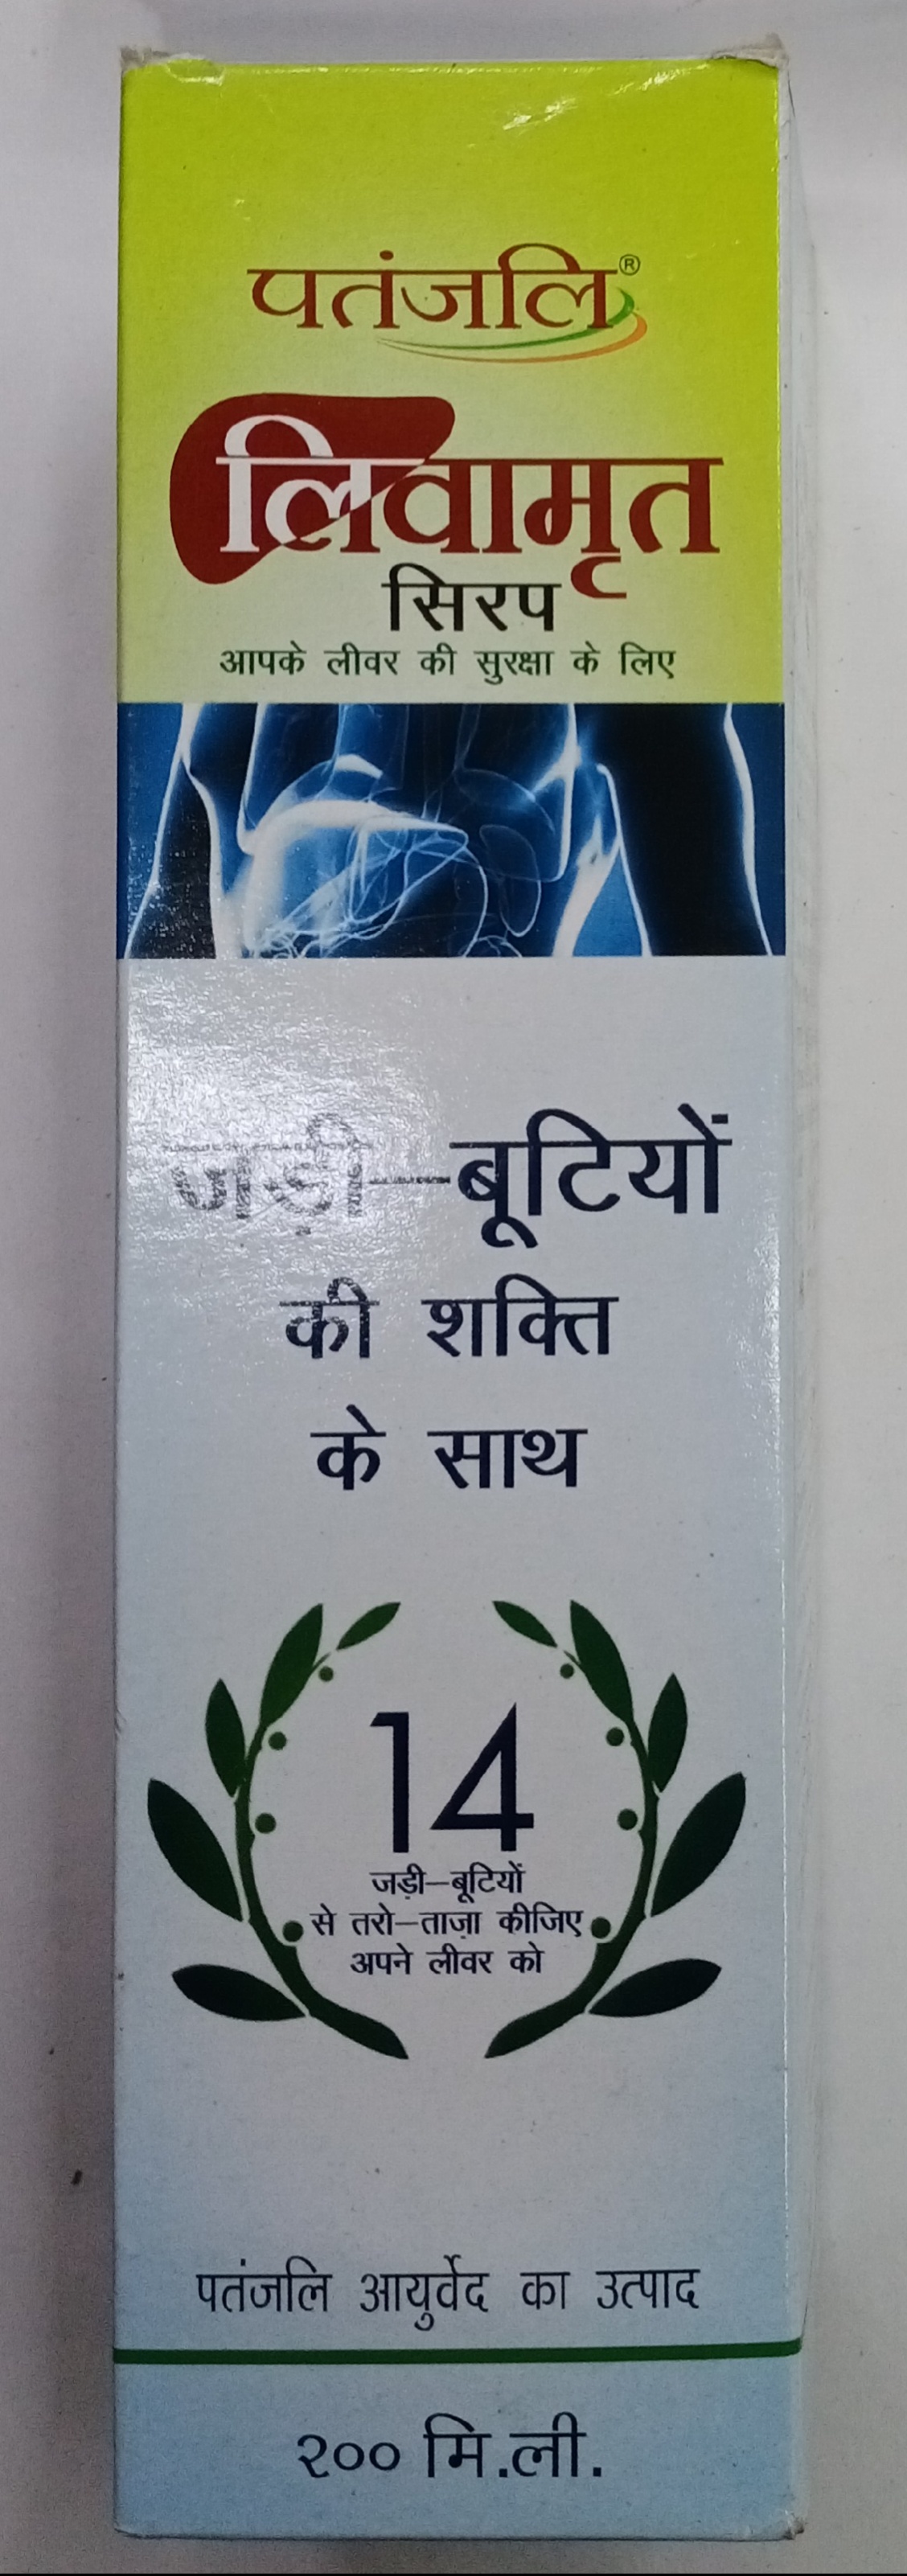 पतंजलि®
लिवामृत
सिरप
आपके लीवर की सुरक्षा के लिए
जड़ी–बूटियों
की शक्ति
के साथ
14
जड़ी–बूटियों
से तरो–ताज़ा कीजिए
अपने लीवर को
पतंजलि आयुर्वेद का उत्पाद
२०० मि.ली.